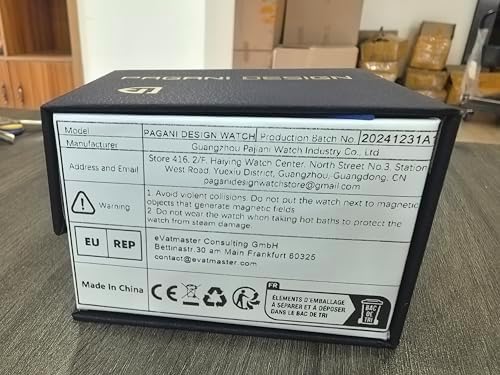 PAGANI DESIGN
Model PAGANI DESIGN WATCH Production Batch No 20241231A1
Manufacturer Guangzhou Pajiani Watch Industry Co., Ltd
Address and Email Store 416, 2/F, Haiying Watch Center, North Street No.3, Station
West Road, Yuexiu District, Guangzhou, Guangdong, CN
paganidesignwatchstore@gmail.com
Warning 1. Avoid violent collisions. Do not put the watch next to magnetic
objects that generate magnetic fields
2. Do not wear the watch when taking hot baths to protect the
watch from steam damage.
EU REP
eVatmaster Consulting GmbH
Bettinastr.30 am Main Frankfurt 60325
contact@evatmaster.com
Made In China
CE
FR
ÉLÉMENTS D'EMBALLAGE
À SÉPARER ET À DÉPOSER
DANS LE BAC DE TRI
BAC
DE
TRI